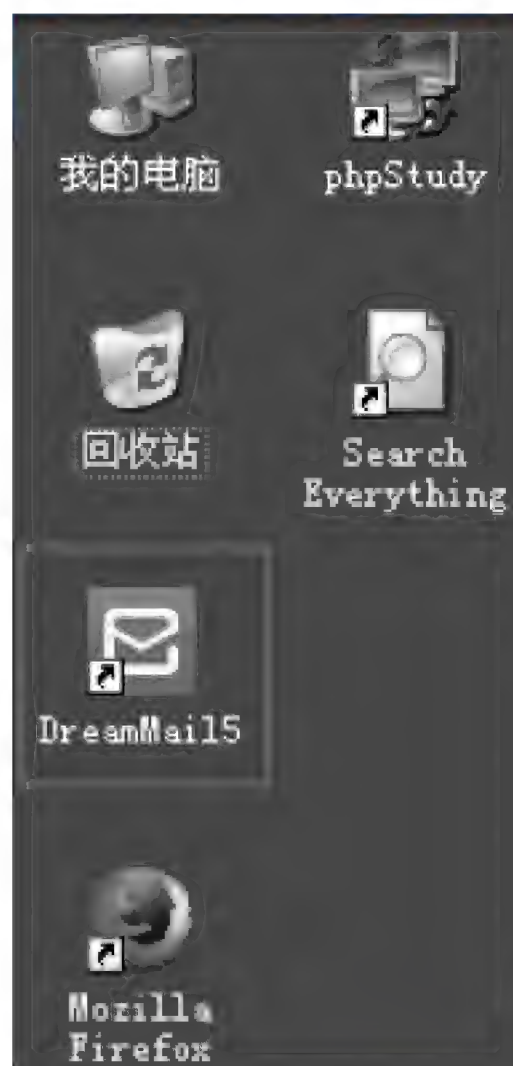 我的电脑
phpStudy
回收站
Search
Everything
DreamMail5
Mozilla
Firefox